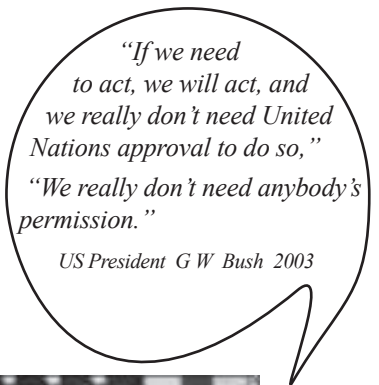 “If we need
to act, we will act, and
we really don’t need United
Nations approval to do so,”
“We really don’t need anybody’s
permission.”
US President G W Bush 2003